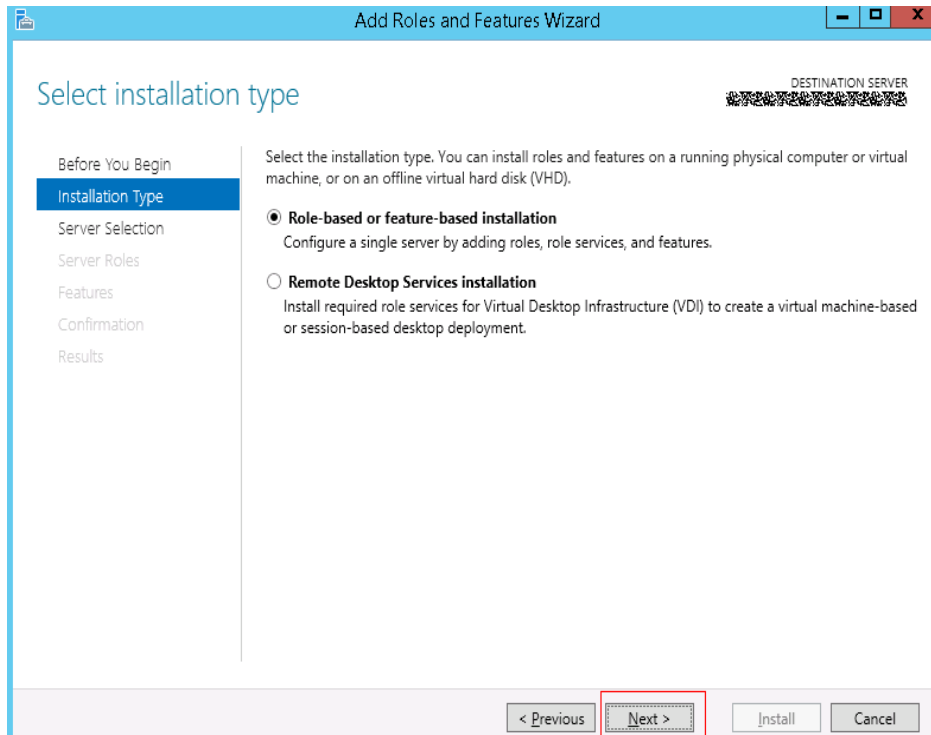 Add Roles and Features Wizard
x
Select installation type
DESTINATION SERVER
Before You Begin
Installation Type
Server Selection
Server Roles
Features
Confirmation
Results
Select the installation type. You can install roles and features on a running physical computer or virtual
machine, or on an offline virtual hard disk (VHD).
Role-based or feature-based installation
Configure a single server by adding roles, role services, and features.
Remote Desktop Services installation
Install required role services for Virtual Desktop Infrastructure (VDI) to create a virtual machine-based
or session-based desktop deployment.
< Previous
Next >
Install
Cancel